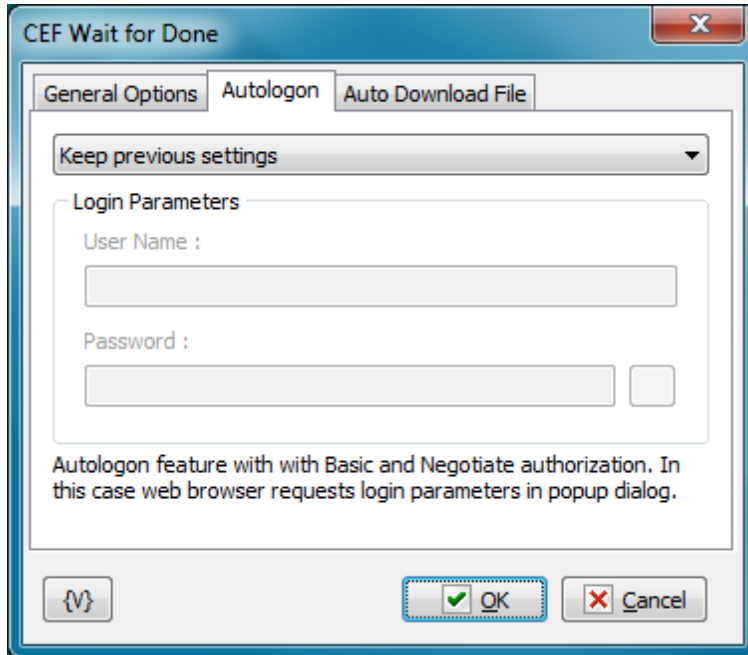 CEF Wait for Done
General Options Autologon Auto Download File
Keep previous settings
Login Parameters
User Name :
Password :
Autologon feature with with Basic and Negotiate authorization. In
this case web browser requests login parameters in popup dialog.
{V} OK Cancel